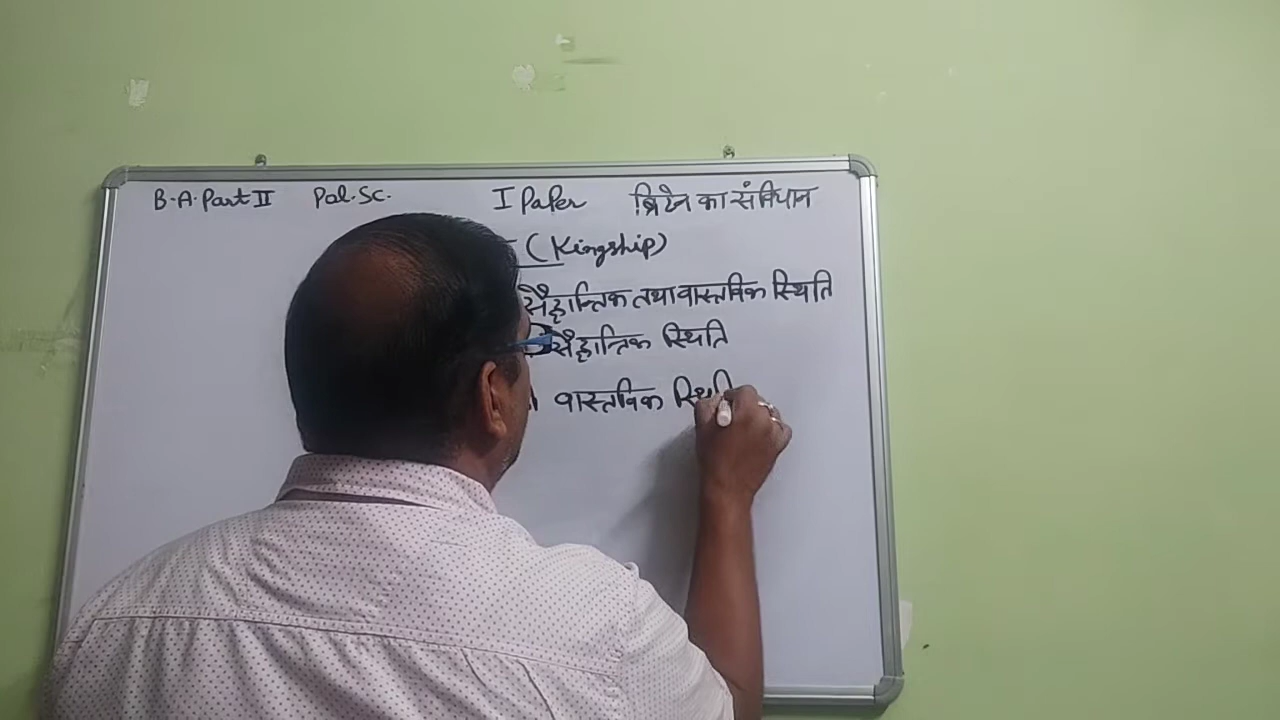 B.A. Part II Pol.Sc. I Paper ब्रिटेन का संविधान
(Kingship)
सैद्धान्तिक तथा वास्तविक स्थिति
सैद्धान्तिक स्थिति
वास्तविक स्थिति